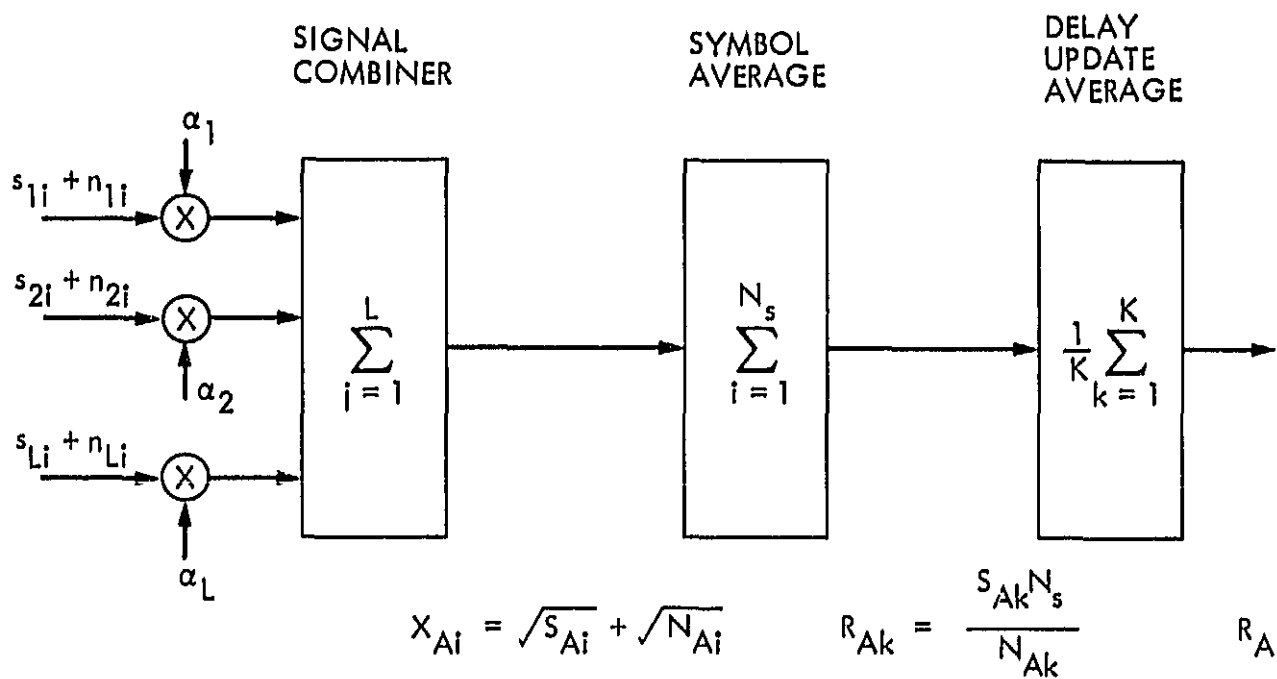 SIGNAL
COMBINER
SYMBOL
AVERAGE
DELAY
UPDATE
AVERAGE
α1
s1i + n1i
X
s2i + n2i
X
α2
sLi + nLi
X
αL
L
∑
j = 1
Ns
∑
i = 1
K
1/K ∑
k = 1
XAi = √SAi + √NAi
RAk = SAkNs / NAk
RA